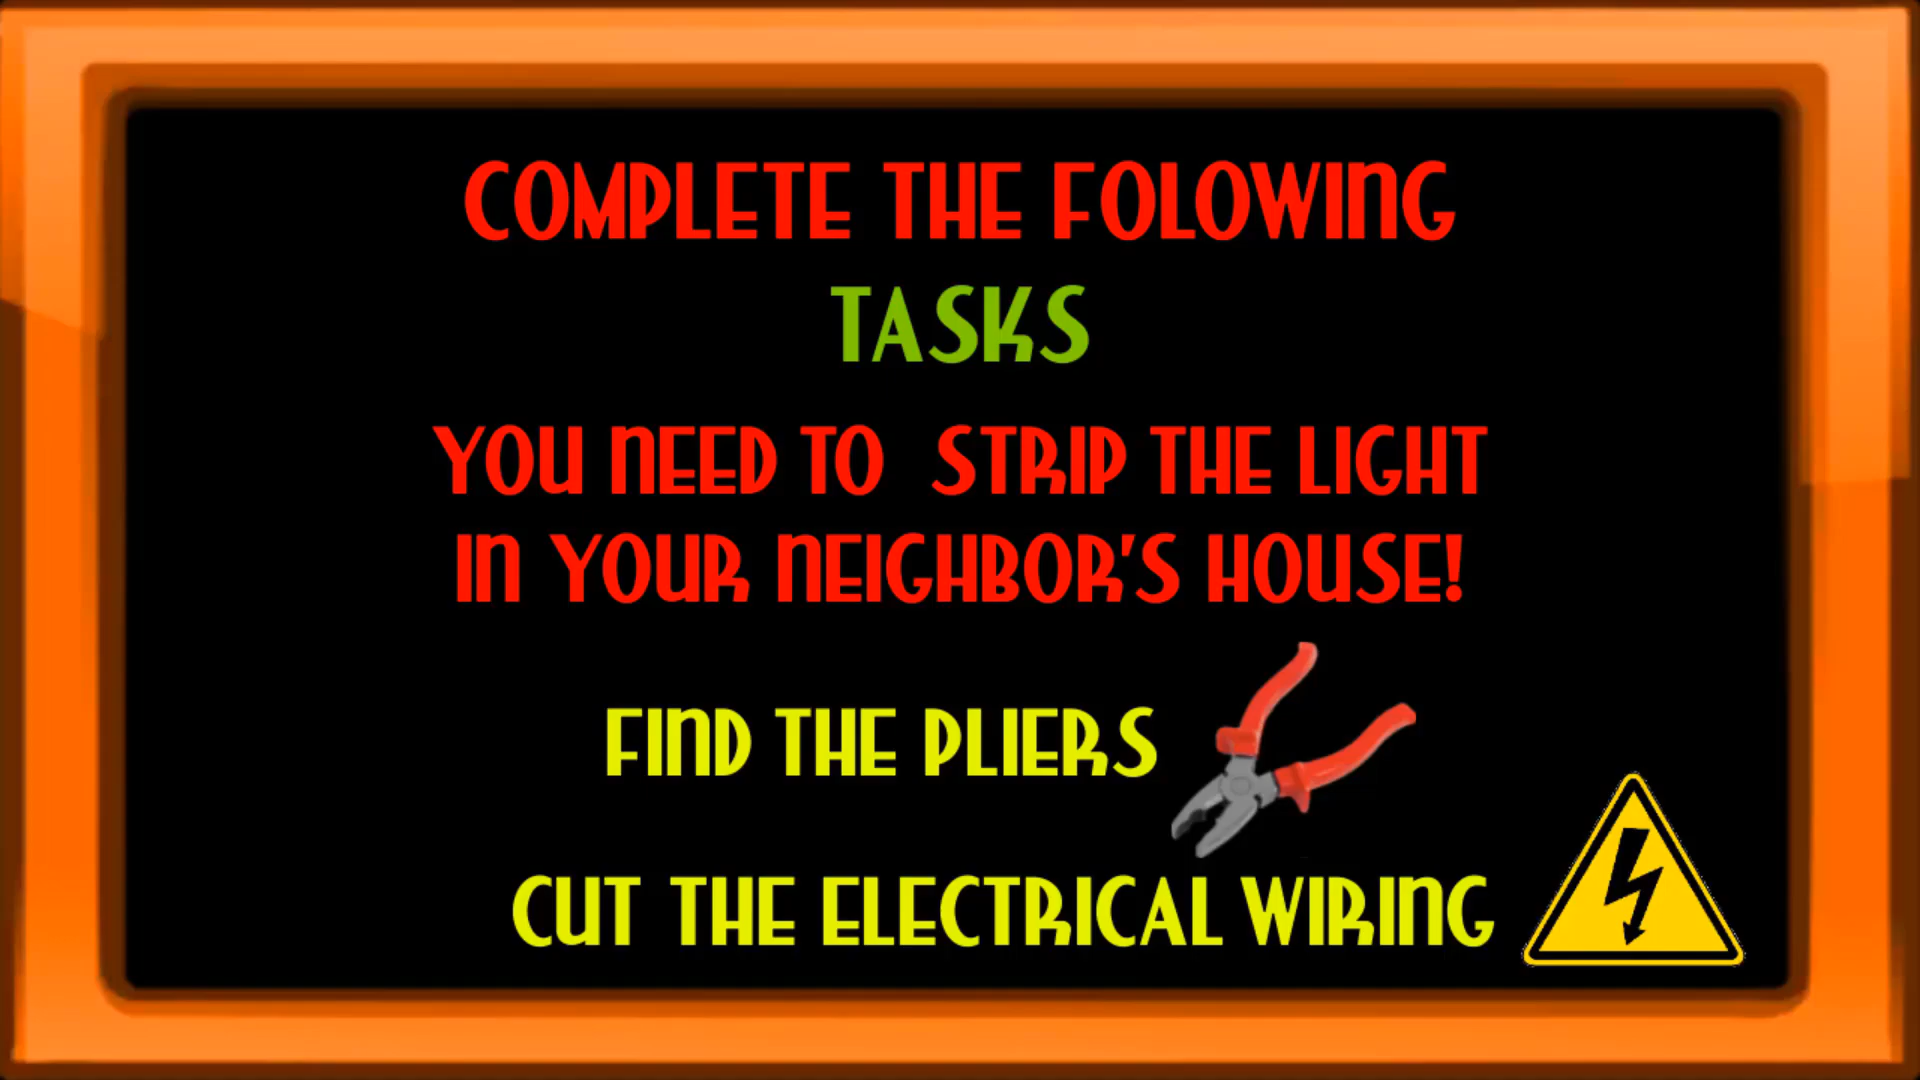 COMPLETE THE FOLOWING
TASKS
YOU NEED TO STRIP THE LIGHT
IN YOUR NEIGHBOR'S HOUSE!
FIND THE PLIERS
CUT THE ELECTRICAL WIRING